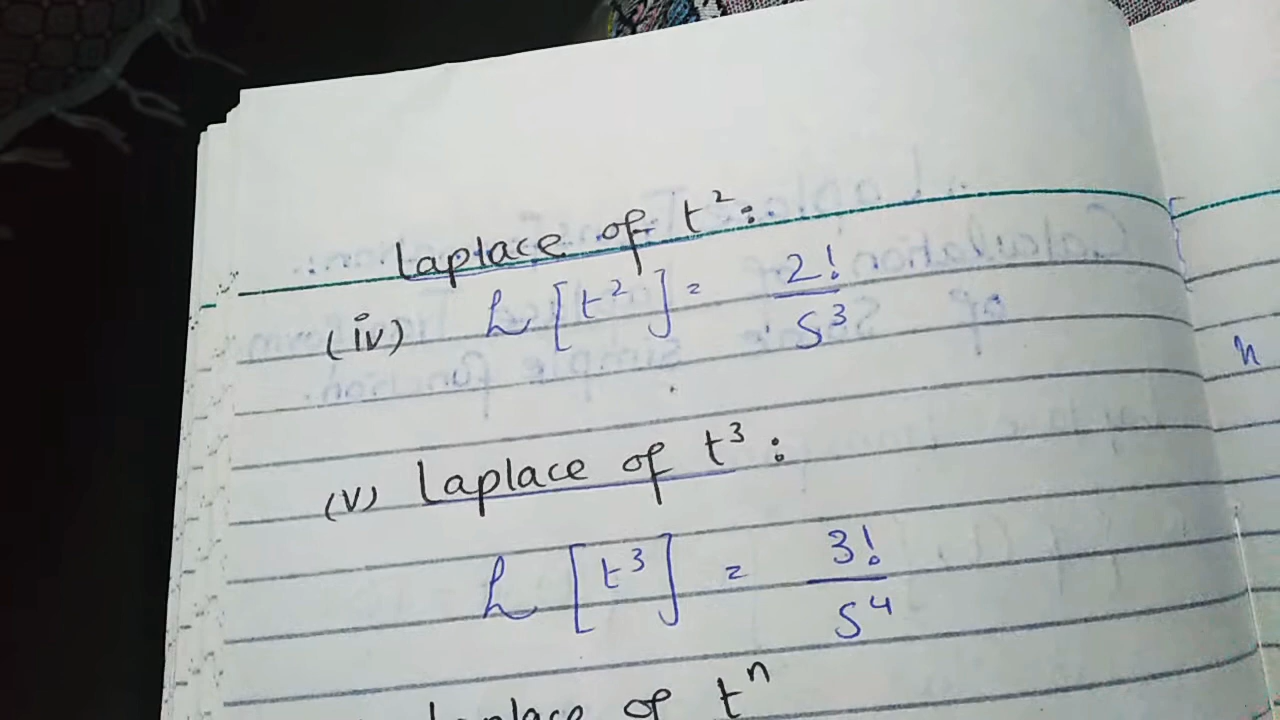 Laplace of t²:
(iv) L[t²] = 2!/S³
(v) Laplace of t³:
L[t³] = 3!/S⁴
Laplace of tⁿ
n